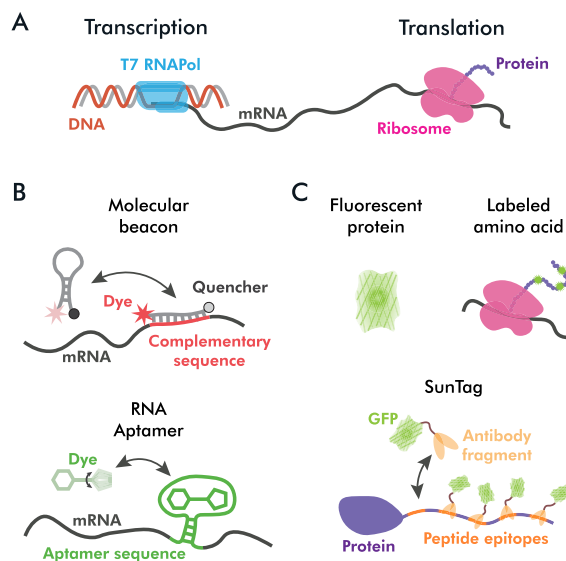 A
Transcription
Translation
T7 RNAPol
Protein
DNA
mRNA
Ribosome
B
Molecular
beacon
Quencher
Dye
mRNA
Complementary
sequence
RNA
Aptamer
Dye
mRNA
Aptamer sequence
C
Fluorescent
protein
Labeled
amino acid
SunTag
GFP
Antibody
fragment
Protein
Peptide epitopes